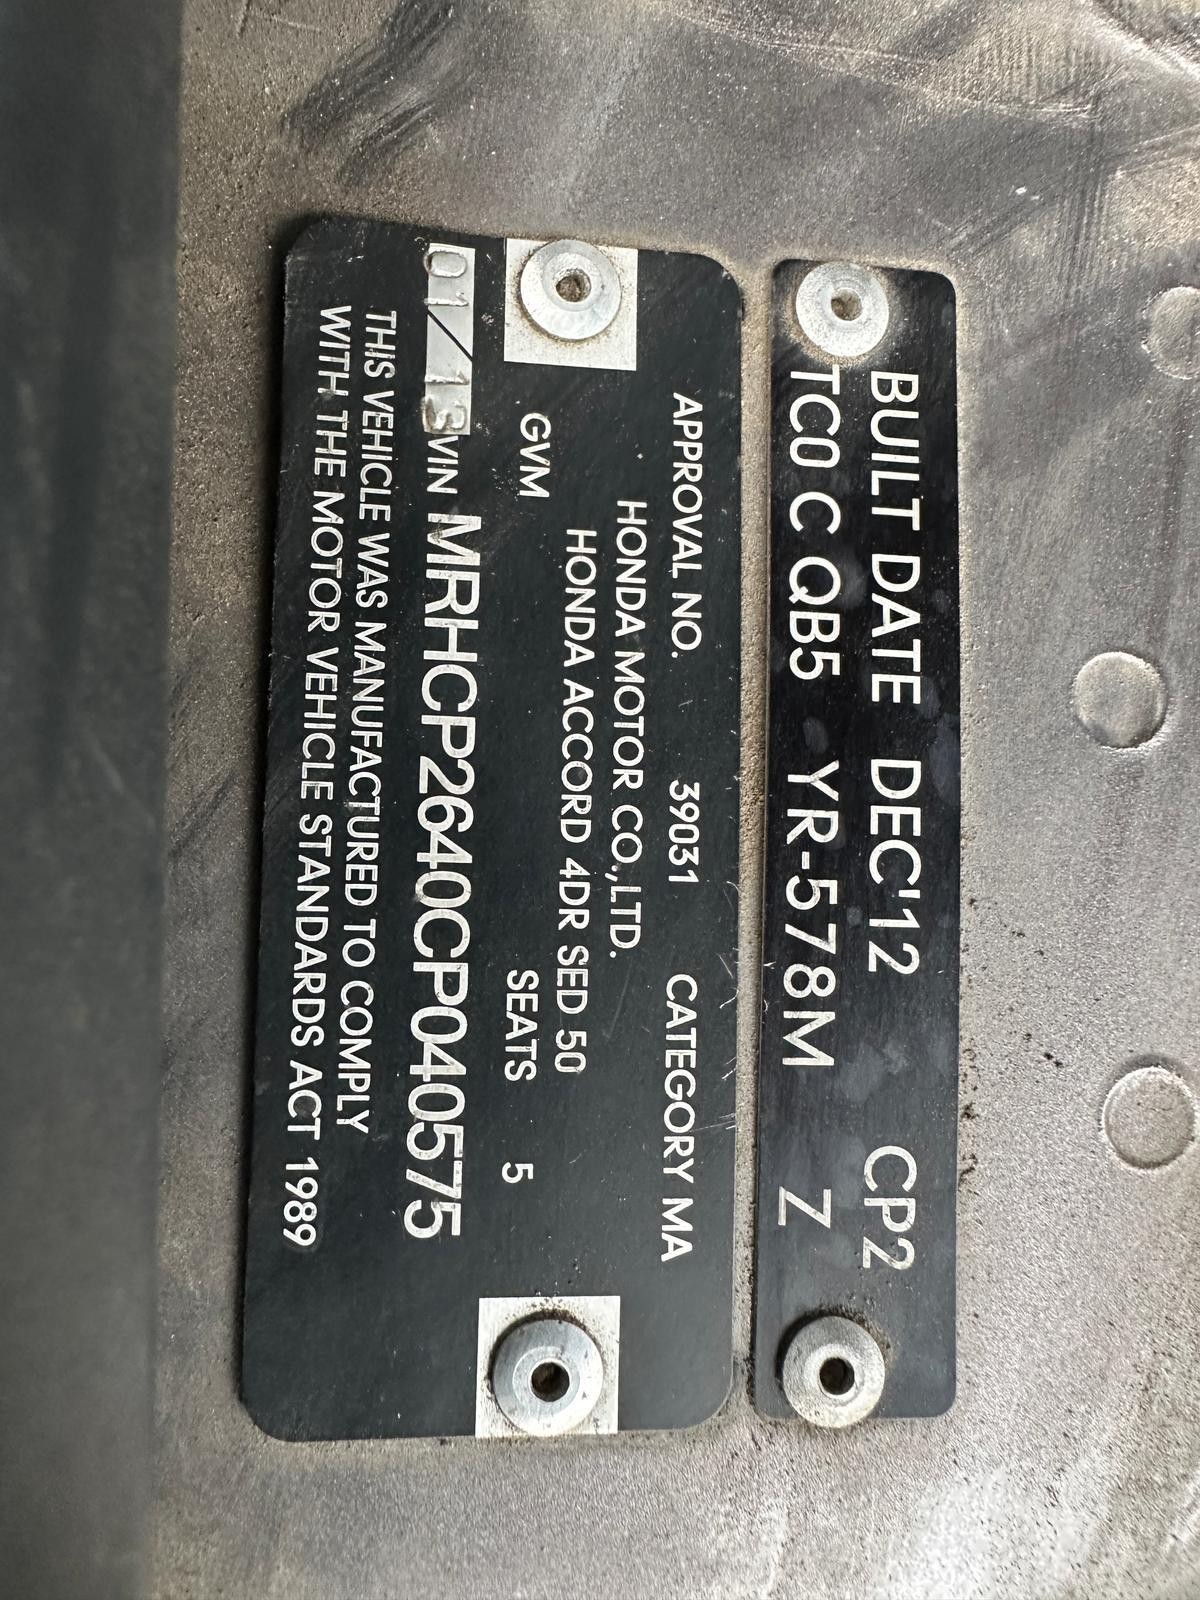 BUILT DATE DEC'12 CP2
TC0 C QB5 YR-578M Z
APPROVAL NO. 39031 CATEGORY MA
HONDA MOTOR CO.,LTD.
HONDA ACCORD 4DR SED 50
GVM SEATS 5
01/13 VIN MRHCP2640CP040575
THIS VEHICLE WAS MANUFACTURED TO COMPLY
WITH THE MOTOR VEHICLE STANDARDS ACT 1989